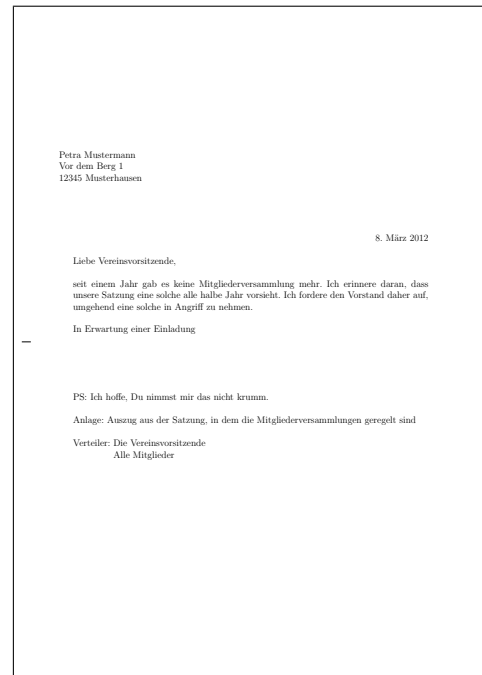 Petra Mustermann
Vor dem Berg 1
12345 Musterhausen
8. März 2012
Liebe Vereinsvorsitzende,
seit einem Jahr gab es keine Mitgliederversammlung mehr. Ich erinnere daran, dass
unsere Satzung eine solche alle halbe Jahr vorsieht. Ich fordere den Vorstand daher auf,
umgehend eine solche in Angriff zu nehmen.
In Erwartung einer Einladung
PS: Ich hoffe, Du nimmst mir das nicht krumm.
Anlage: Auszug aus der Satzung, in dem die Mitgliederversammlungen geregelt sind
Verteiler: Die Vereinsvorsitzende
Alle Mitglieder